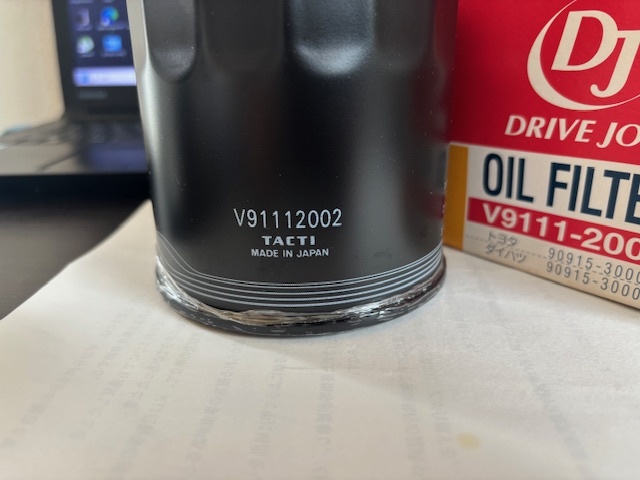 V91112002
TACTI
MADE IN JAPAN
DJ
DRIVE JO
OIL FILTE
V9111-200
トヨタ 90915-3000
ダイハツ 90915-3000